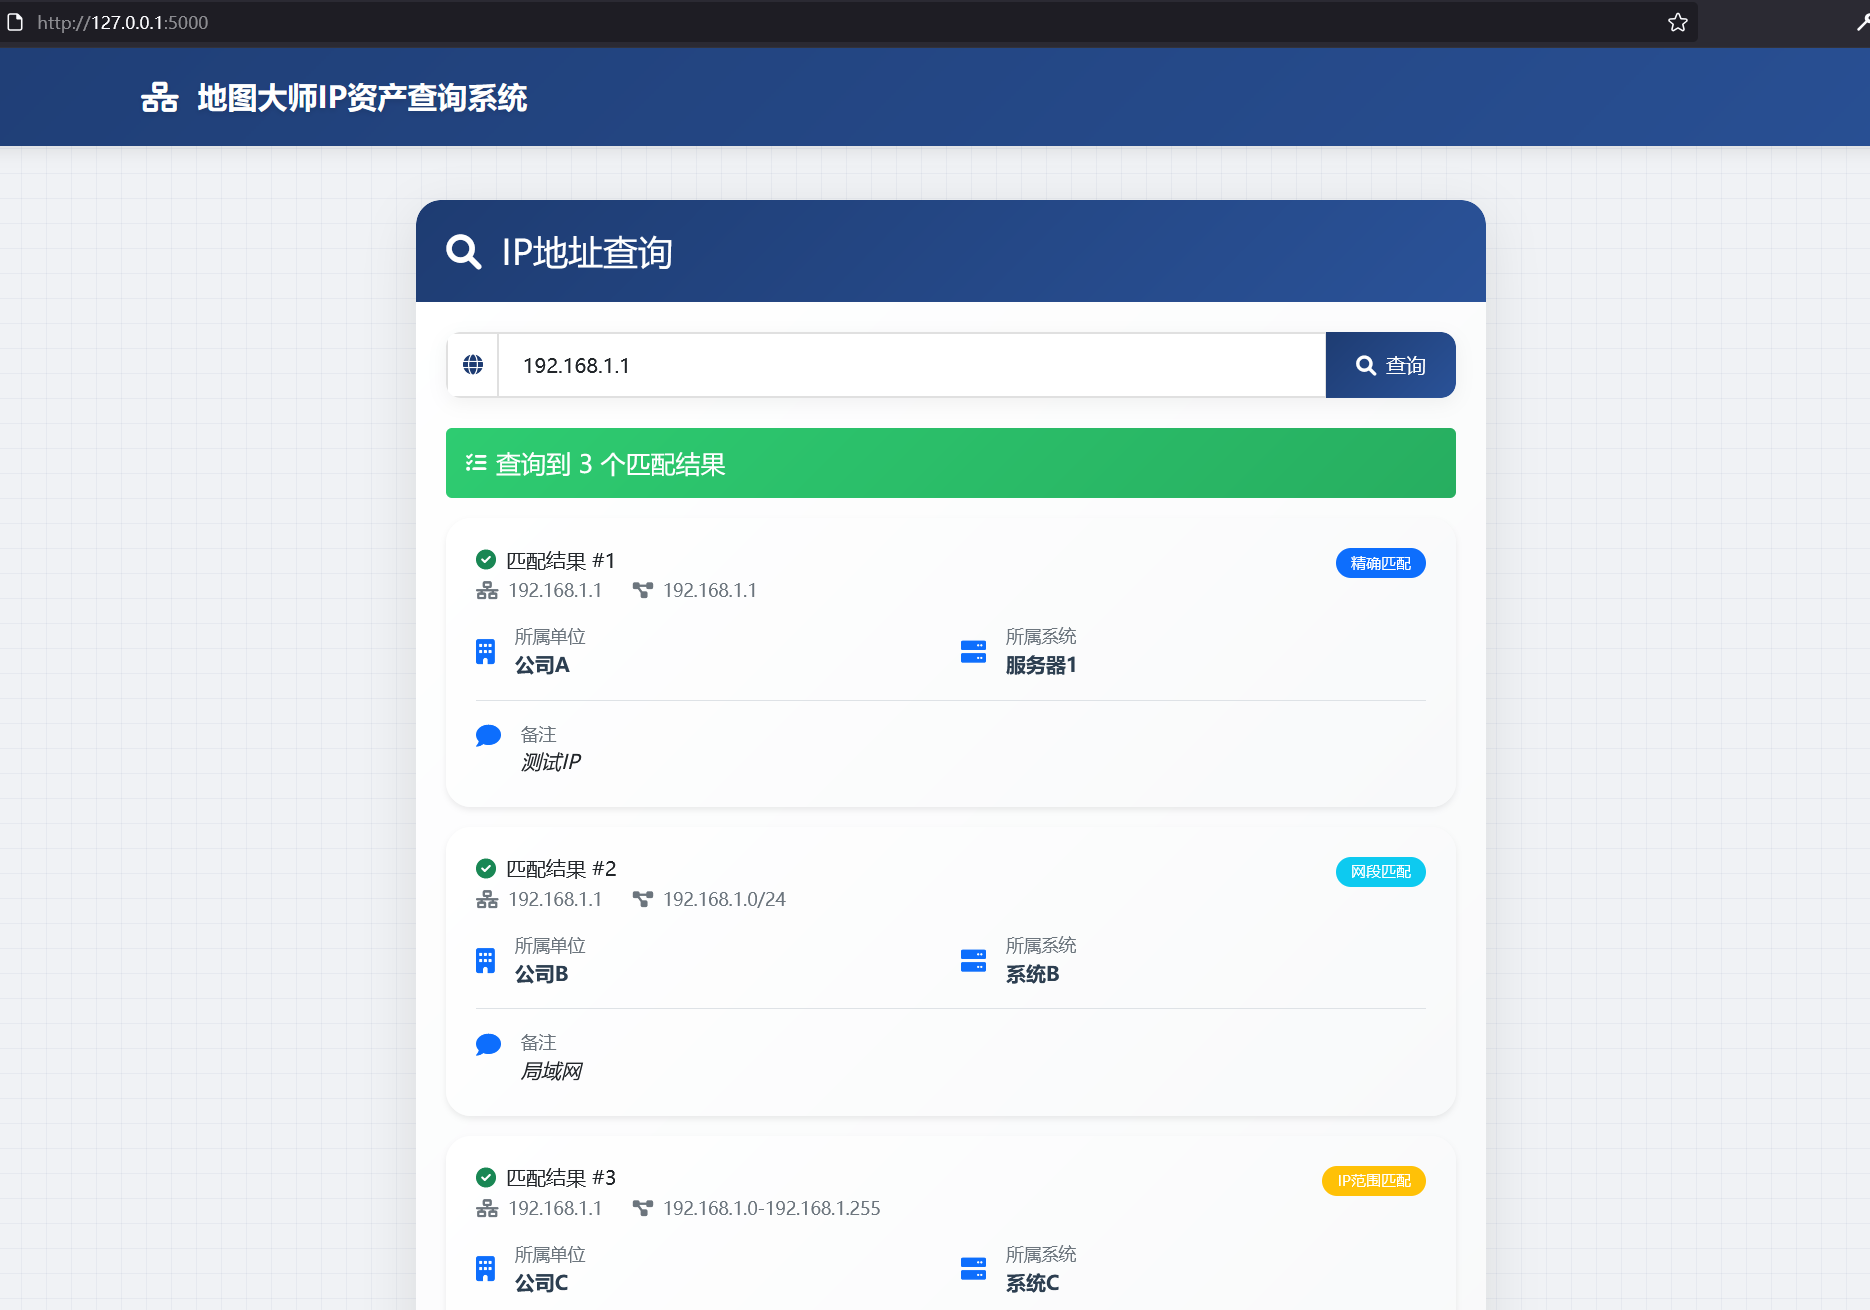 http://127.0.0.1:5000
地图大师IP资产查询系统
IP地址查询
192.168.1.1
查询
查询到 3 个匹配结果
匹配结果 #1
精确匹配
192.168.1.1 192.168.1.1
所属单位
公司A
所属系统
服务器1
备注
测试IP
匹配结果 #2
网段匹配
192.168.1.1 192.168.1.0/24
所属单位
公司B
所属系统
系统B
备注
局域网
匹配结果 #3
IP范围匹配
192.168.1.1 192.168.1.0-192.168.1.255
所属单位
公司C
所属系统
系统C